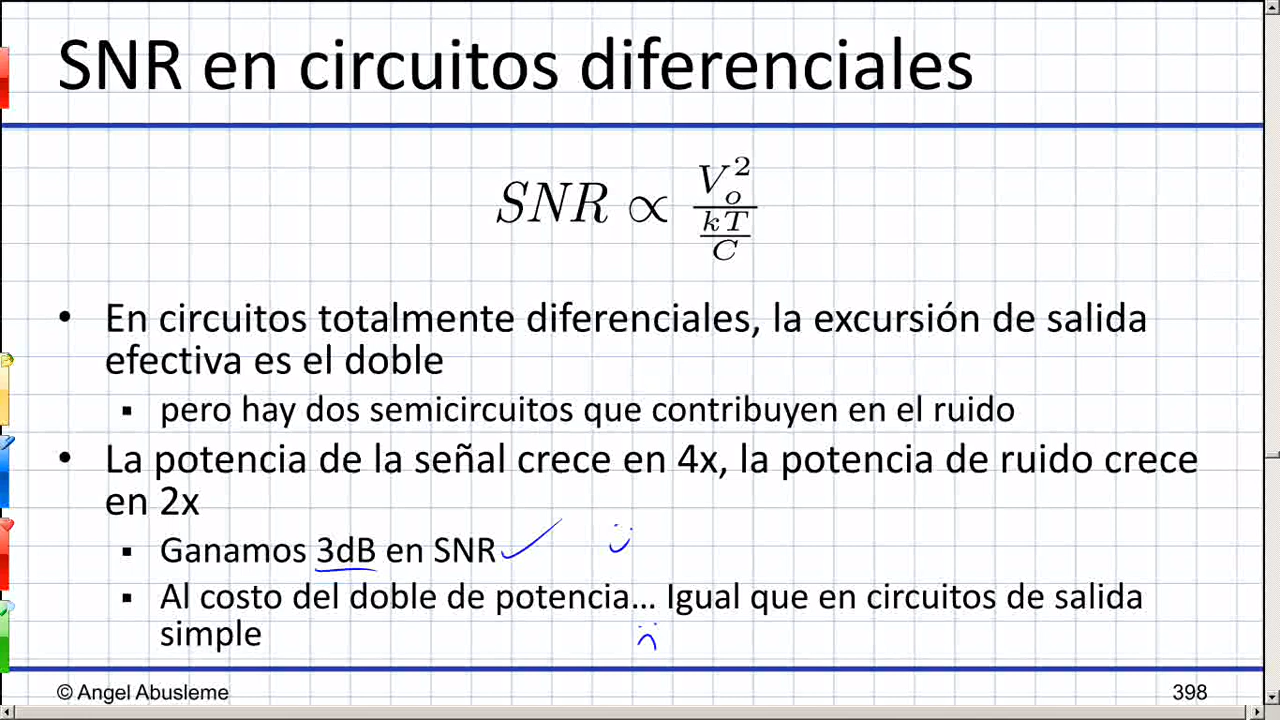 SNR en circuitos diferenciales
SNR ∝ V_o^2 / (kT / C)
• En circuitos totalmente diferenciales, la excursión de salida
efectiva es el doble
▪ pero hay dos semicircuitos que contribuyen en el ruido
• La potencia de la señal crece en 4x, la potencia de ruido crece
en 2x
▪ Ganamos 3dB en SNR
▪ Al costo del doble de potencia... Igual que en circuitos de salida
simple
© Angel Abusleme
398